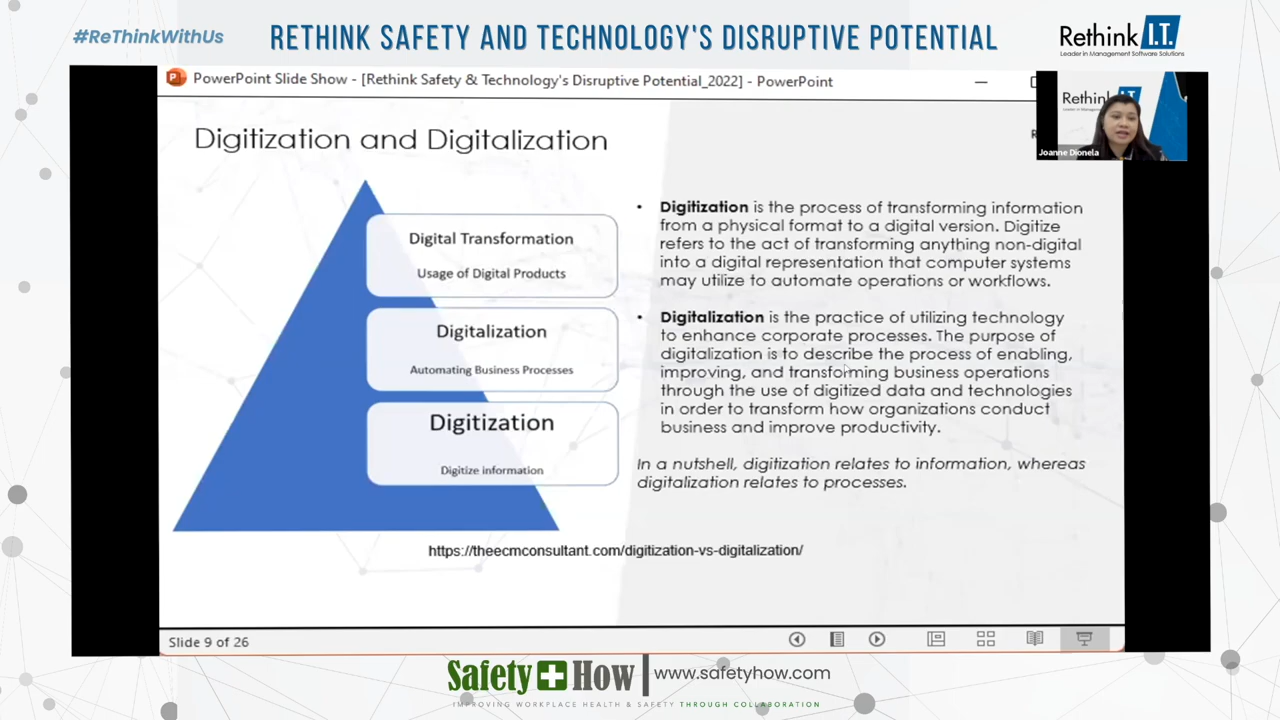 #ReThinkWithUs
RETHINK SAFETY AND TECHNOLOGY'S DISRUPTIVE POTENTIAL
Rethink I.T.
Leader in Management Software Solutions
PowerPoint Slide Show - [Rethink Safety & Technology's Disruptive Potential_2022] - PowerPoint
Rethink I.T.
Joanne Dionela
Digitization and Digitalization
Digital Transformation
Usage of Digital Products
Digitalization
Automating Business Processes
Digitization
Digitize information
• Digitization is the process of transforming information
from a physical format to a digital version. Digitize
refers to the act of transforming anything non-digital
into a digital representation that computer systems
may utilize to automate operations or workflows.
• Digitalization is the practice of utilizing technology
to enhance corporate processes. The purpose of
digitalization is to describe the process of enabling,
improving, and transforming business operations
through the use of digitized data and technologies
in order to transform how organizations conduct
business and improve productivity.
In a nutshell, digitization relates to information, whereas
digitalization relates to processes.
https://theecmconsultant.com/digitization-vs-digitalization/
Slide 9 of 26
Safety How
www.safetyhow.com
IMPROVING WORKPLACE HEALTH & SAFETY THROUGH COLLABORATION